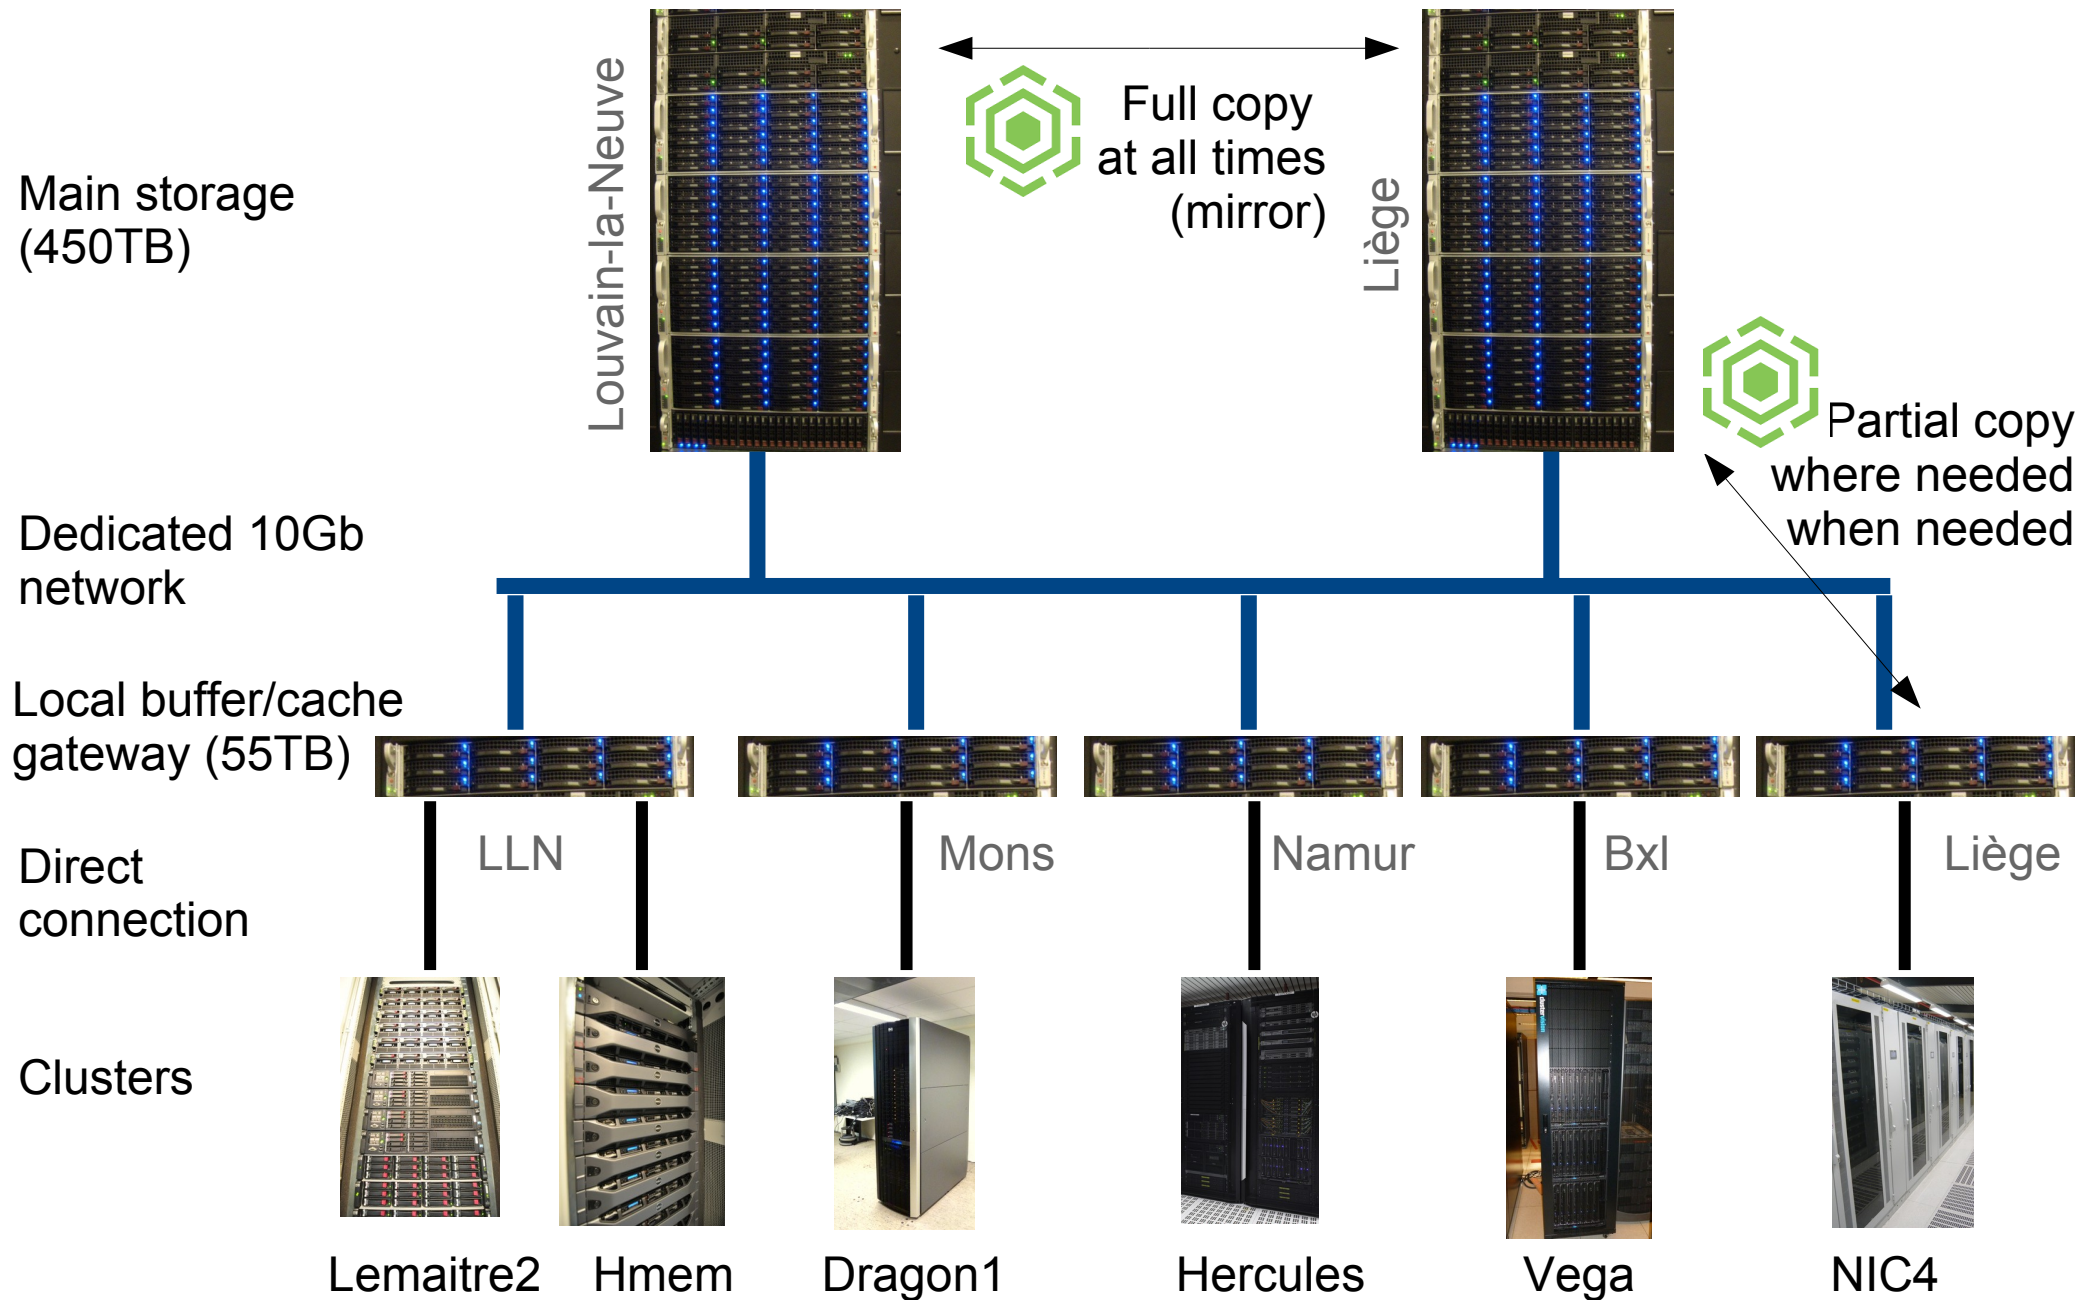 Louvain-la-Neuve
Full copy
at all times
(mirror)
Liège
Main storage
(450TB)
Partial copy
where needed
when needed
Dedicated 10Gb
network
Local buffer/cache
gateway (55TB)
LLN
Mons
Namur
Bxl
Liège
Direct
connection
clustervision
Clusters
Lemaitre2
Hmem
Dragon1
Hercules
Vega
NIC4